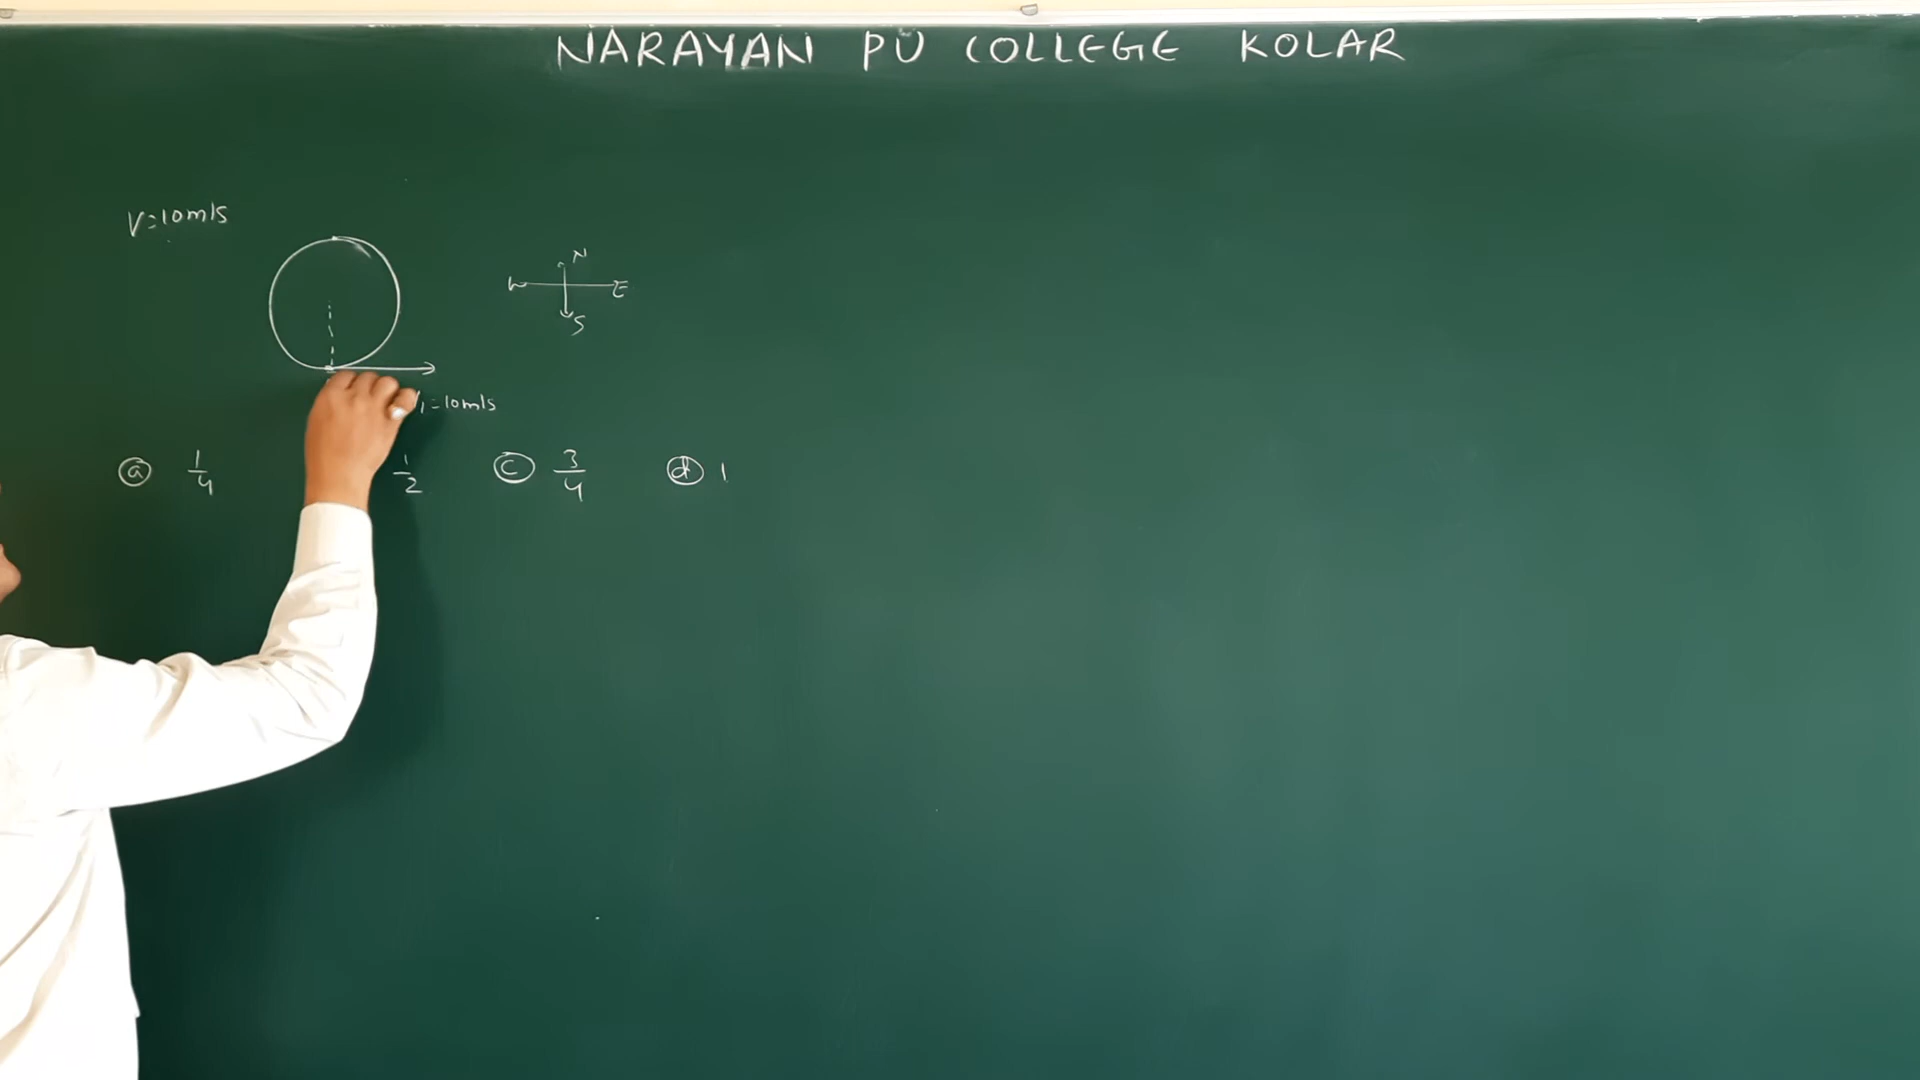 NARAYAN PU COLLEGE KOLAR
V=10m/s
N
E
S
=10m/s
a 1/4 1/2 c 3/4 d 1